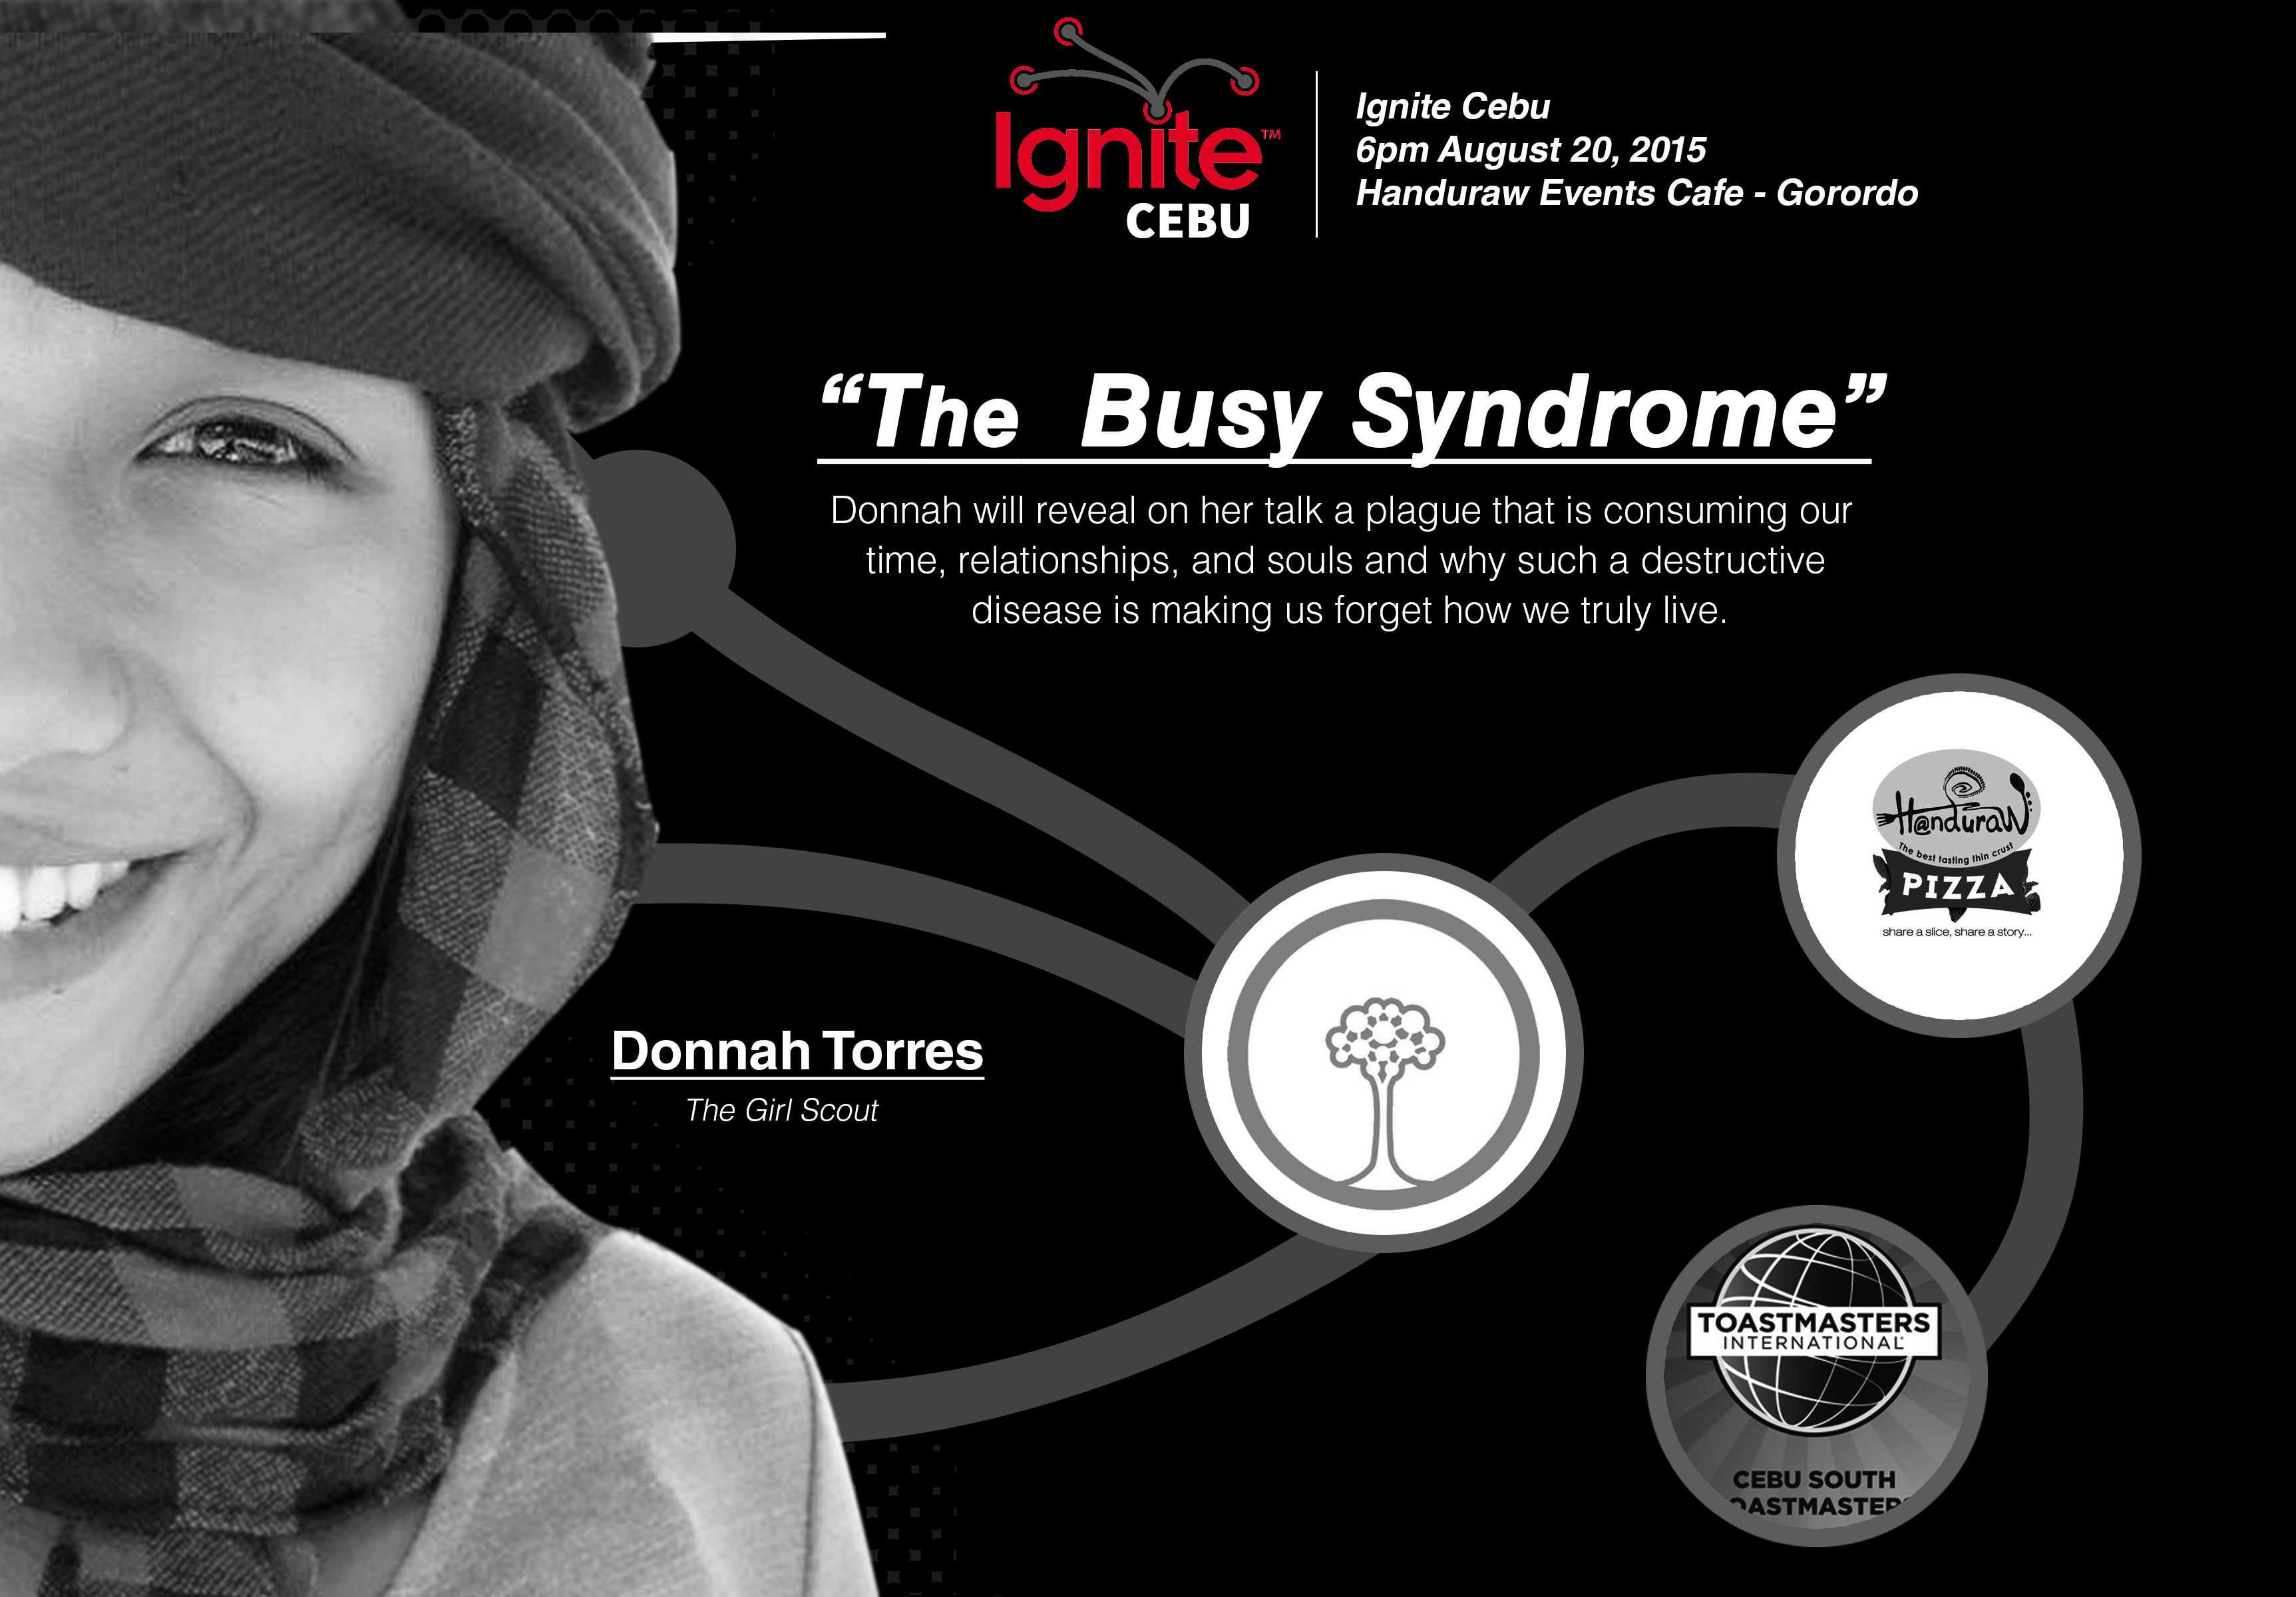 Ignite™
CEBU
Ignite Cebu
6pm August 20, 2015
Handuraw Events Cafe - Gorordo
“The Busy Syndrome”
Donnah will reveal on her talk a plague that is consuming our
time, relationships, and souls and why such a destructive
disease is making us forget how we truly live.
H@nduraw
The best tasting thin crust
PIZZA
share a slice, share a story...
Donnah Torres
The Girl Scout
TOASTMASTERS
INTERNATIONAL
CEBU SOUTH
OASTMASTERS